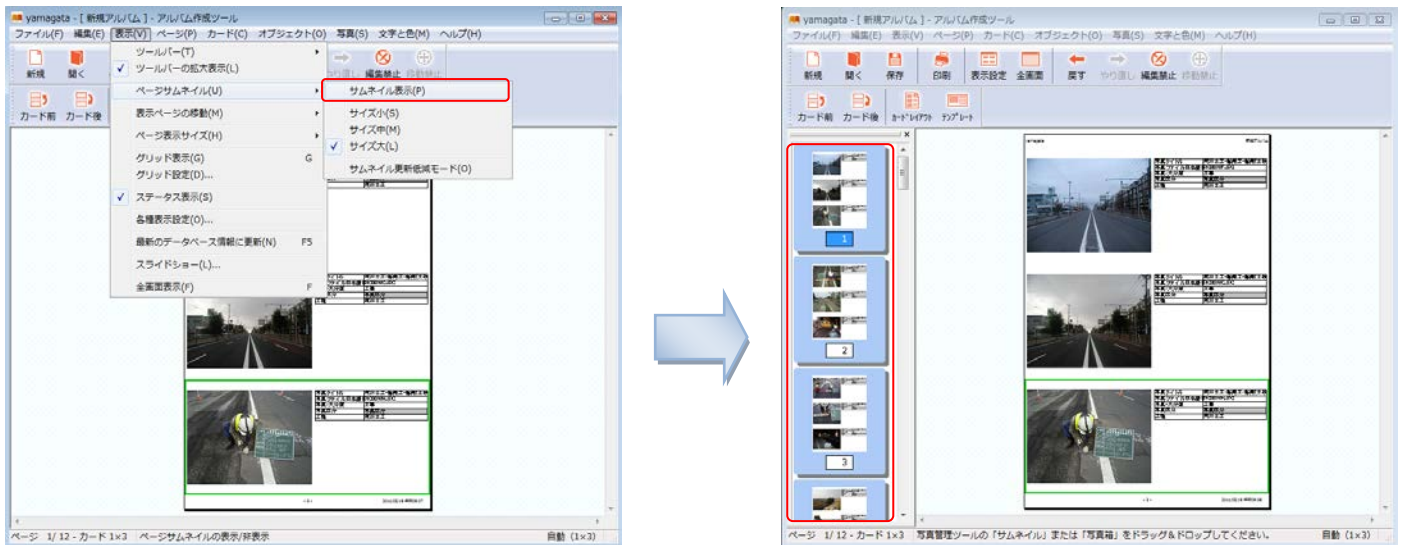 yamagata - [ 新規アルバム ] - アルバム作成ツール
ファイル(F) 編集(E) 表示(V) ページ(P) カード(C) オブジェクト(O) 写真(S) 文字と色(M) ヘルプ(H)
新規 開く やり直し 編集禁止 移動禁止
カード前 カード後
ツールバー(T)
✓ ツールバーの拡大表示(L)
ページサムネイル(U)
表示ページの移動(M)
ページ表示サイズ(H)
グリッド表示(G) G
グリッド設定(D)...
✓ ステータス表示(S)
各種表示設定(O)...
最新のデータベース情報に更新(N) F5
スライドショー(L)...
全画面表示(F) F
サムネイル表示(P)
サイズ小(S)
サイズ中(M)
✓ サイズ大(L)
サムネイル更新低減モード(O)
ページ 1/ 12 - カード 1×3 ページサムネイルの表示/非表示 自動 (1×3)
yamagata - [ 新規アルバム ] - アルバム作成ツール
ファイル(F) 編集(E) 表示(V) ページ(P) カード(C) オブジェクト(O) 写真(S) 文字と色(M) ヘルプ(H)
新規 開く 保存 印刷 表示設定 全画面 戻す やり直し 編集禁止 移動禁止
カード前 カード後 カードレイアウト テンプレート
1
2
3
ページ 1/ 12 - カード 1×3 写真管理ツールの「サムネイル」または「写真箱」をドラッグ&ドロップしてください。 自動 (1×3)